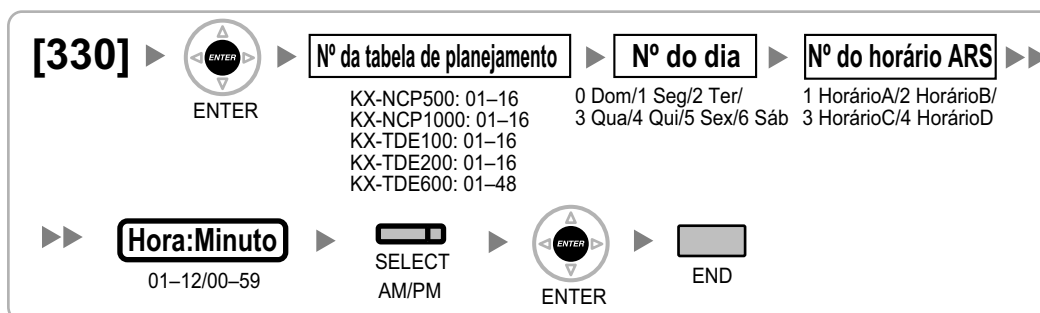 [330]
ENTER
ENTER
Nº da tabela de planejamento
KX-NCP500: 01–16
KX-NCP1000: 01–16
KX-TDE100: 01–16
KX-TDE200: 01–16
KX-TDE600: 01–48
Nº do dia
0 Dom/1 Seg/2 Ter/
3 Qua/4 Qui/5 Sex/6 Sáb
Nº do horário ARS
1 HorárioA/2 HorárioB/
3 HorárioC/4 HorárioD
Hora:Minuto
01–12/00–59
SELECT
AM/PM
ENTER
ENTER
END